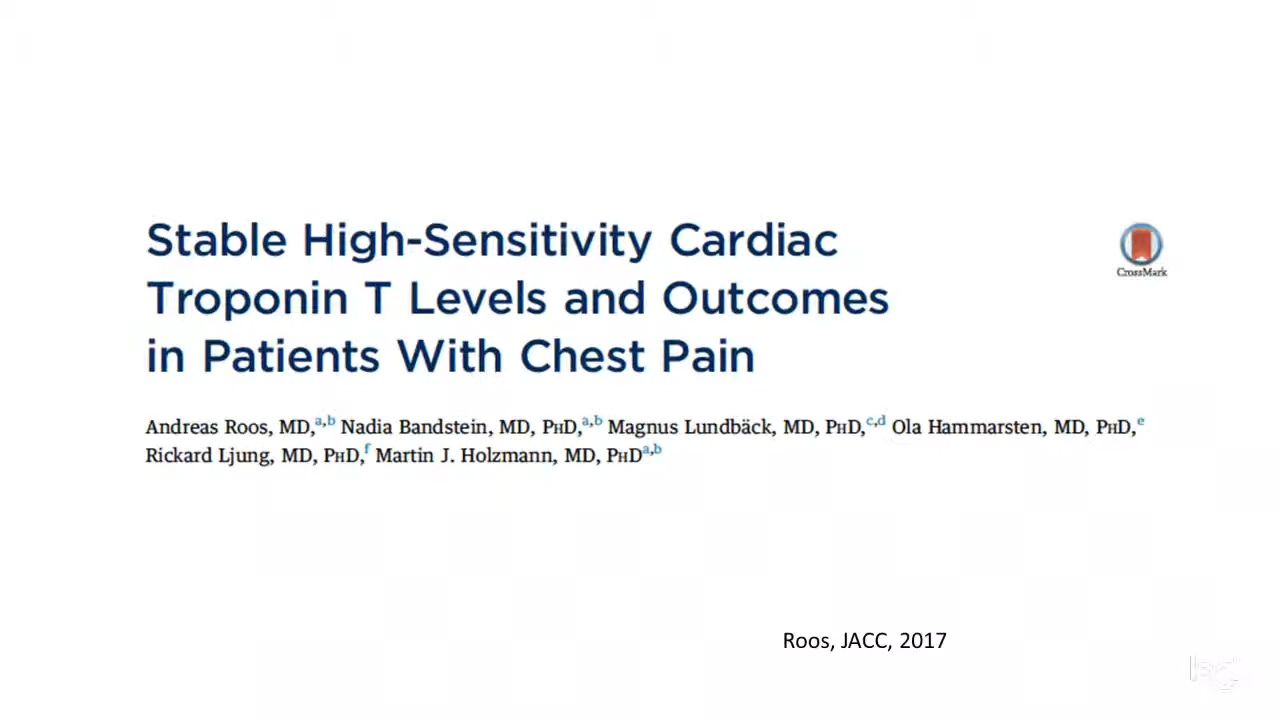 Stable High-Sensitivity Cardiac
Troponin T Levels and Outcomes
in Patients With Chest Pain
CrossMark
Andreas Roos, MD,a,b Nadia Bandstein, MD, PhD,a,b Magnus Lundbäck, MD, PhD,c,d Ola Hammarsten, MD, PhD,e
Rickard Ljung, MD, PhD,f Martin J. Holzmann, MD, PhDa,b
Roos, JACC, 2017